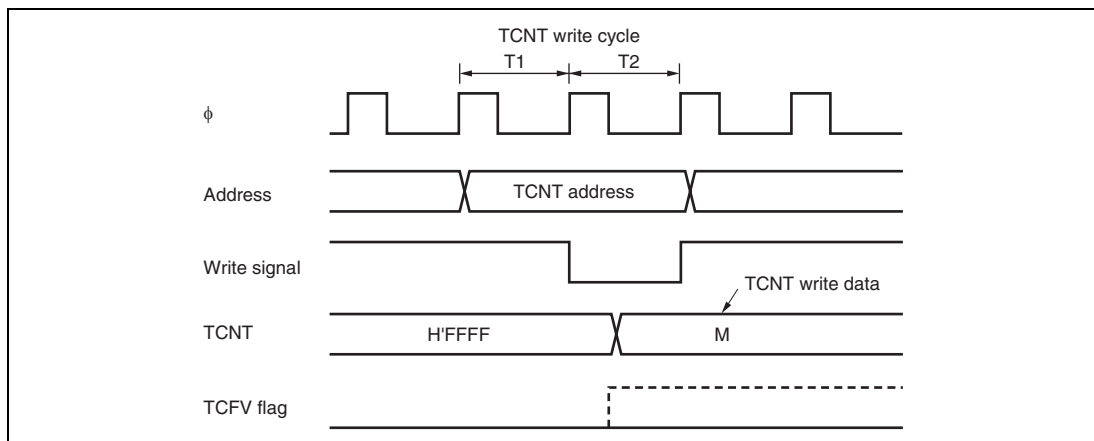 TCNT write cycle
T1 T2
ϕ
Address TCNT address
Write signal
TCNT write data
TCNT H'FFFF M
TCFV flag